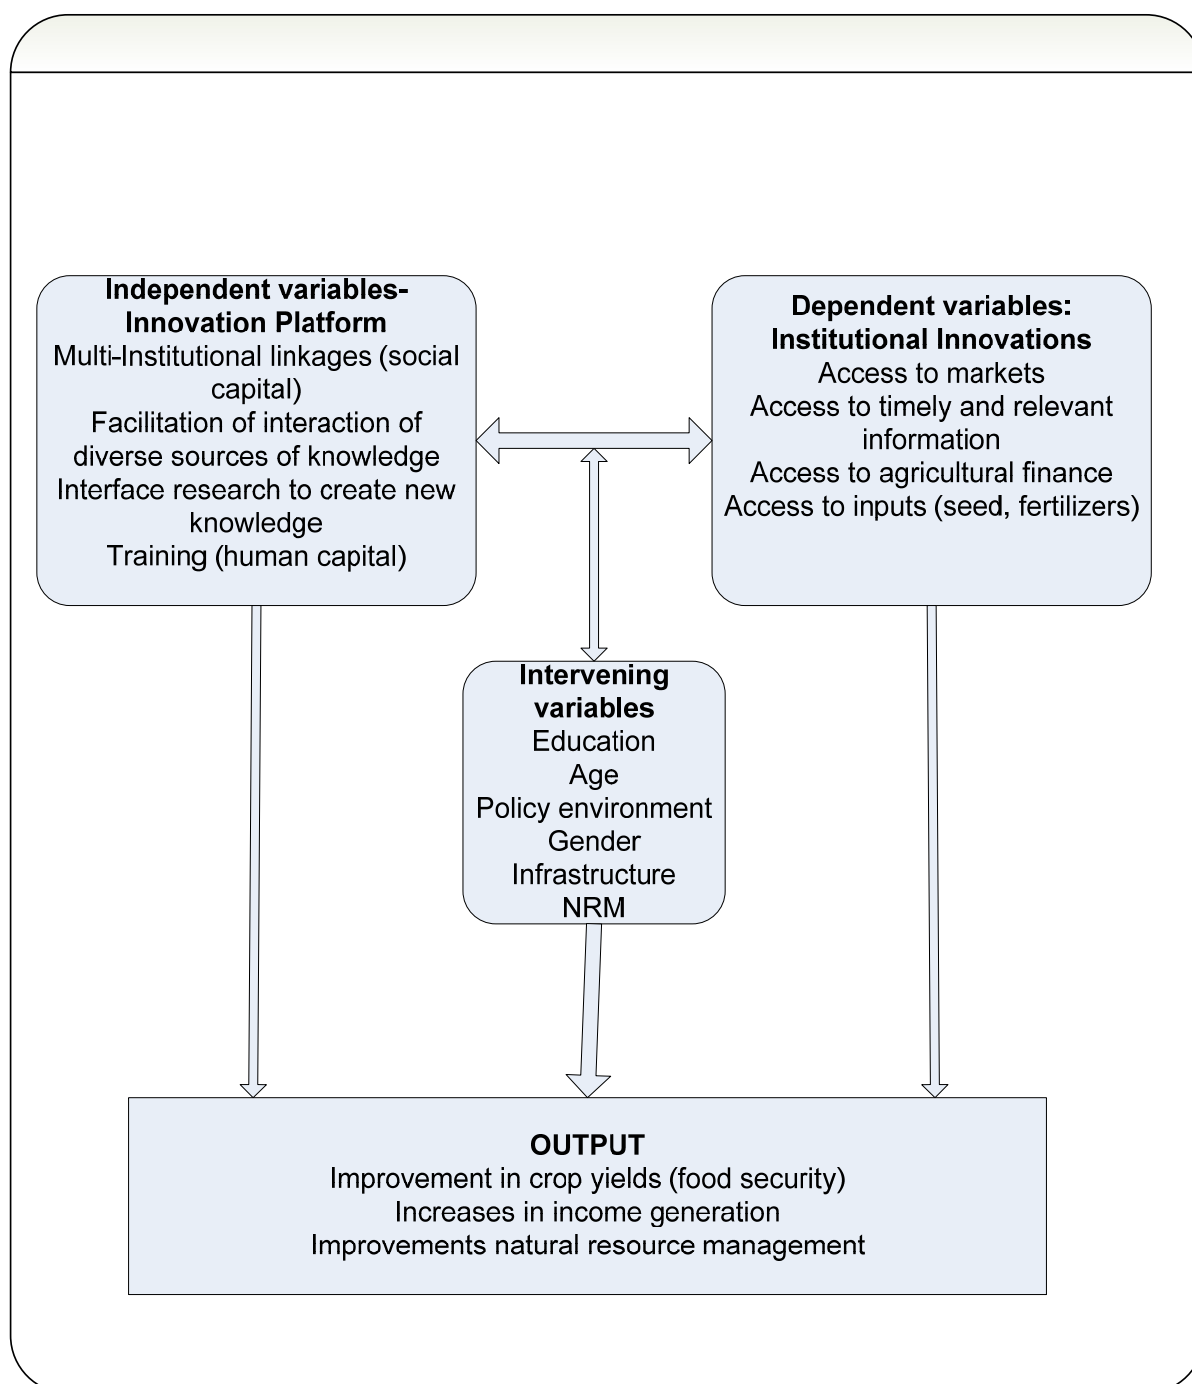 Independent variables-
Innovation Platform
Multi-Institutional linkages (social
capital)
Facilitation of interaction of
diverse sources of knowledge
Interface research to create new
knowledge
Training (human capital)
Dependent variables:
Institutional Innovations
Access to markets
Access to timely and relevant
information
Access to agricultural finance
Access to inputs (seed, fertilizers)
Intervening
variables
Education
Age
Policy environment
Gender
Infrastructure
NRM
OUTPUT
Improvement in crop yields (food security)
Increases in income generation
Improvements natural resource management